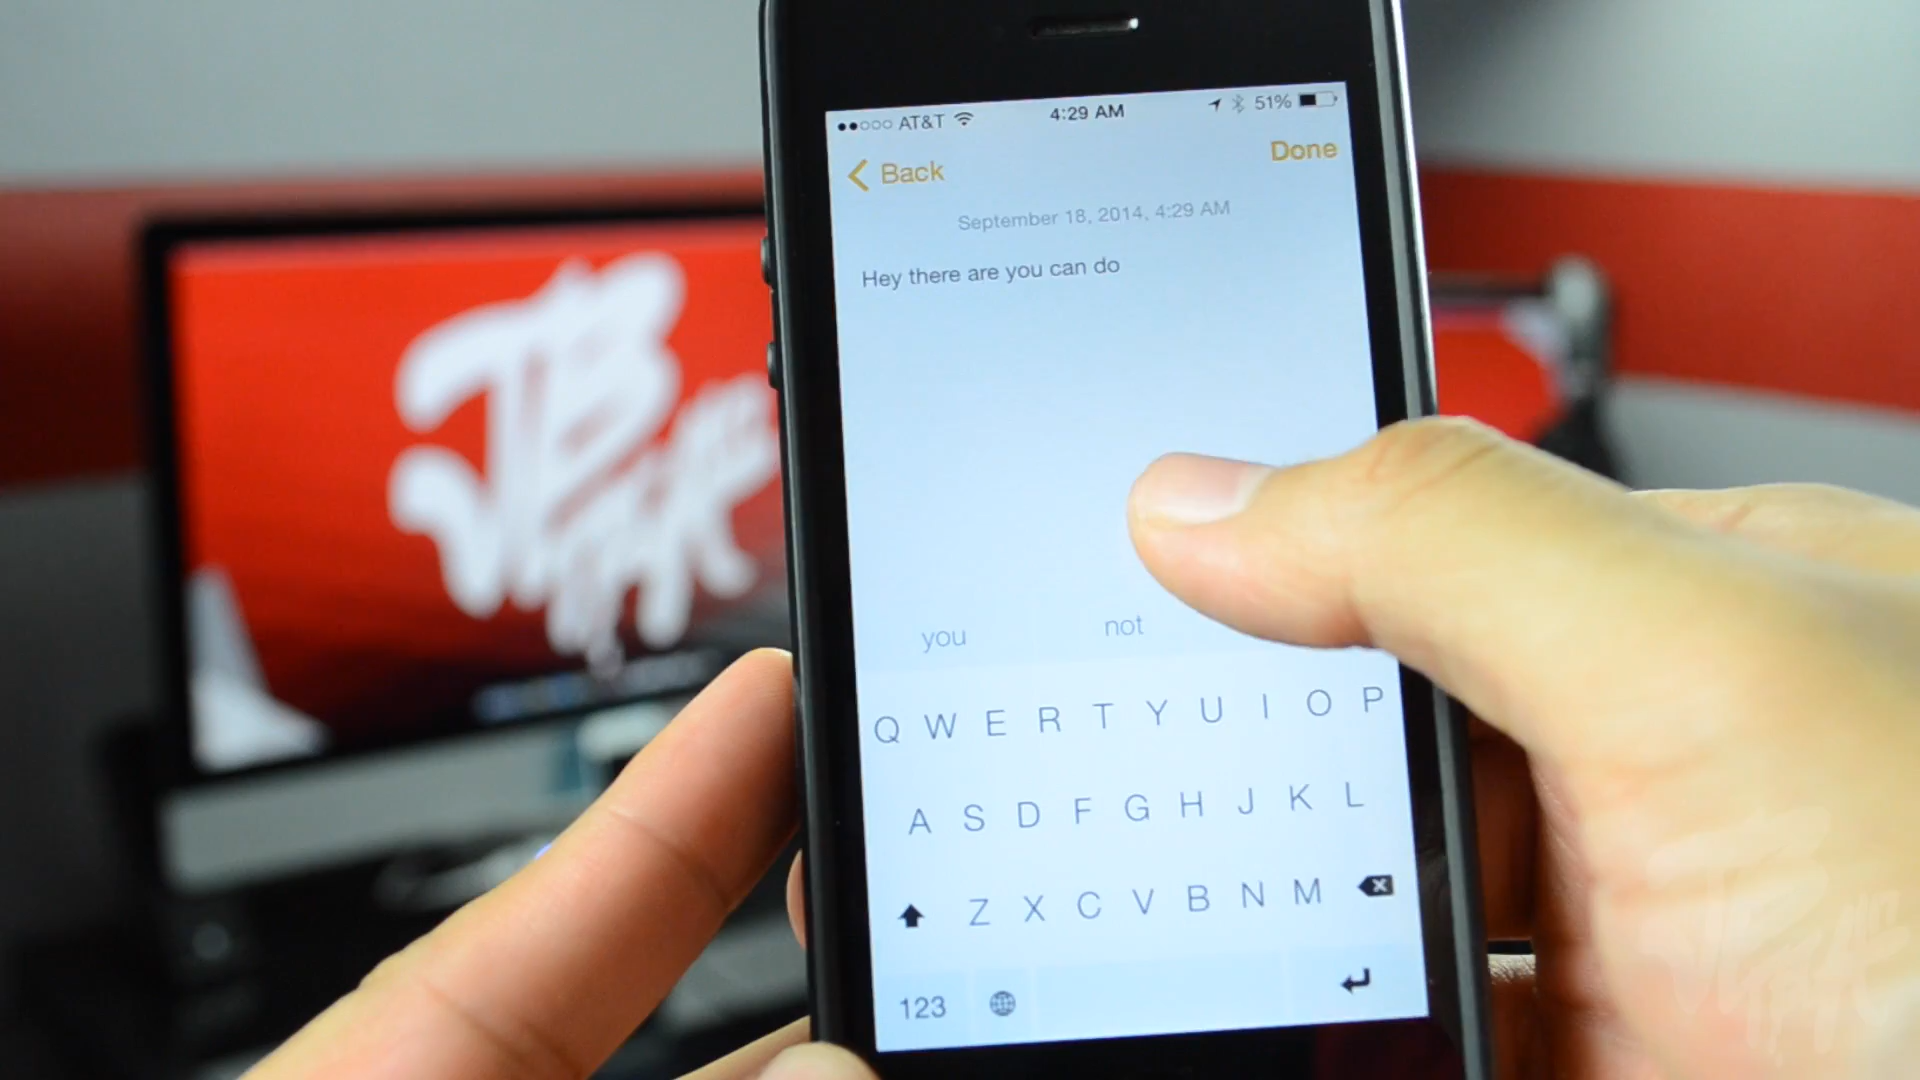 AT&T 4:29 AM 51%
Back Done
September 18, 2014, 4:29 AM
Hey there are you can do
you not
Q W E R T Y U I O P
A S D F G H J K L
Z X C V B N M
123